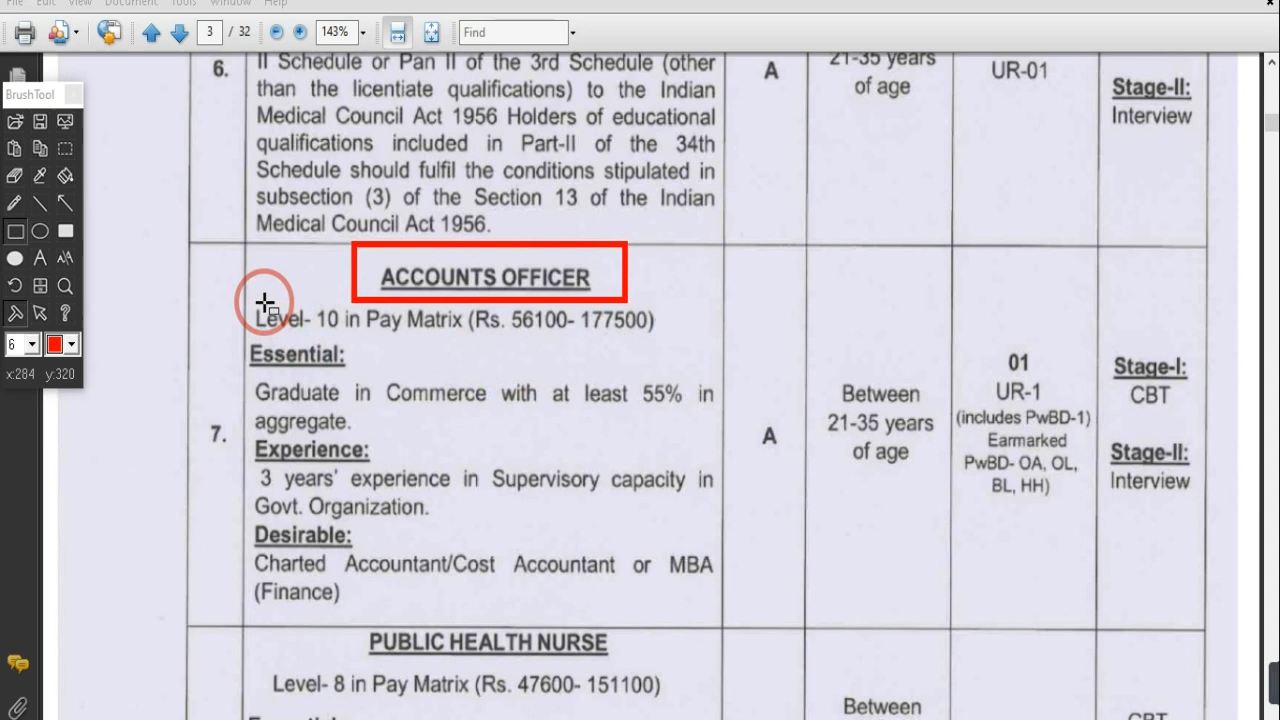 File Edit View Document Tools Window Help
3 / 32
143%
Find
BrushTool
6
x:284 y:320
6.
II Schedule or Pan II of the 3rd Schedule (other
than the licentiate qualifications) to the Indian
Medical Council Act 1956 Holders of educational
qualifications included in Part-II of the 34th
Schedule should fulfil the conditions stipulated in
subsection (3) of the Section 13 of the Indian
Medical Council Act 1956.
A
21-35 years
of age
UR-01
Stage-II:
Interview
7.
ACCOUNTS OFFICER
Level- 10 in Pay Matrix (Rs. 56100- 177500)
Essential:
Graduate in Commerce with at least 55% in
aggregate.
Experience:
3 years' experience in Supervisory capacity in
Govt. Organization.
Desirable:
Charted Accountant/Cost Accountant or MBA
(Finance)
A
Between
21-35 years
of age
01
UR-1
(includes PwBD-1)
Earmarked
PwBD- OA, OL,
BL, HH)
Stage-I:
CBT
Stage-II:
Interview
PUBLIC HEALTH NURSE
Level- 8 in Pay Matrix (Rs. 47600- 151100)
Essential:
Between
CBT